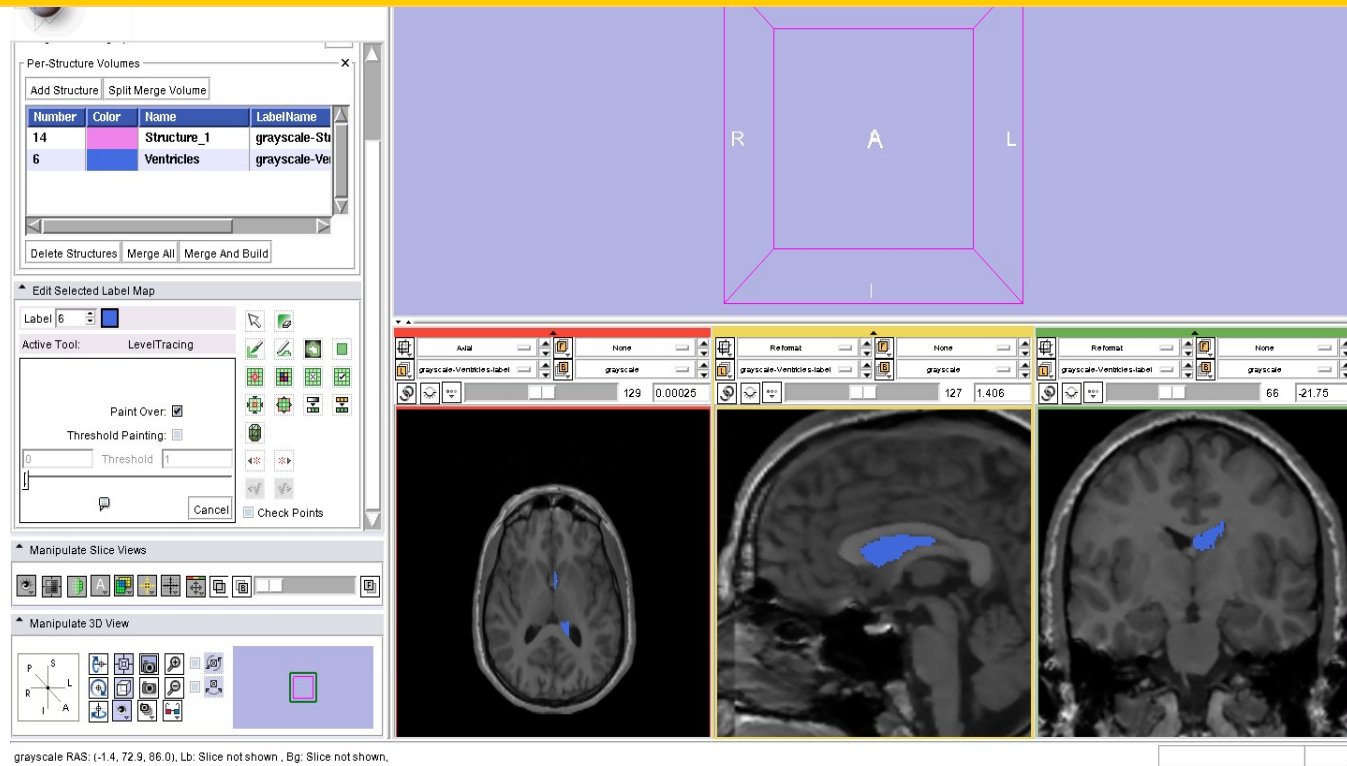 Per-Structure Volumes
Add Structure Split Merge Volume
Number Color Name LabelName
14 Structure_1 grayscale-Stu
6 Ventricles grayscale-Ve
Delete Structures Merge All Merge And Build
Edit Selected Label Map
Label 6
Active Tool: LevelTracing
Paint Over:
Threshold Painting:
0 Threshold 1
Cancel
Check Points
Manipulate Slice Views
Manipulate 3D View
P S
R L
I A
R A L
I
Axial None
grayscale-Ventricles-label grayscale
129 0.00025
Reformat None
grayscale-Ventricles-label grayscale
127 1.406
Reformat None
grayscale-Ventricles-label grayscale
66 -21.75
grayscale RAS: (-1.4, 72.9, 86.0), Lb: Slice not shown , Bg: Slice not shown,